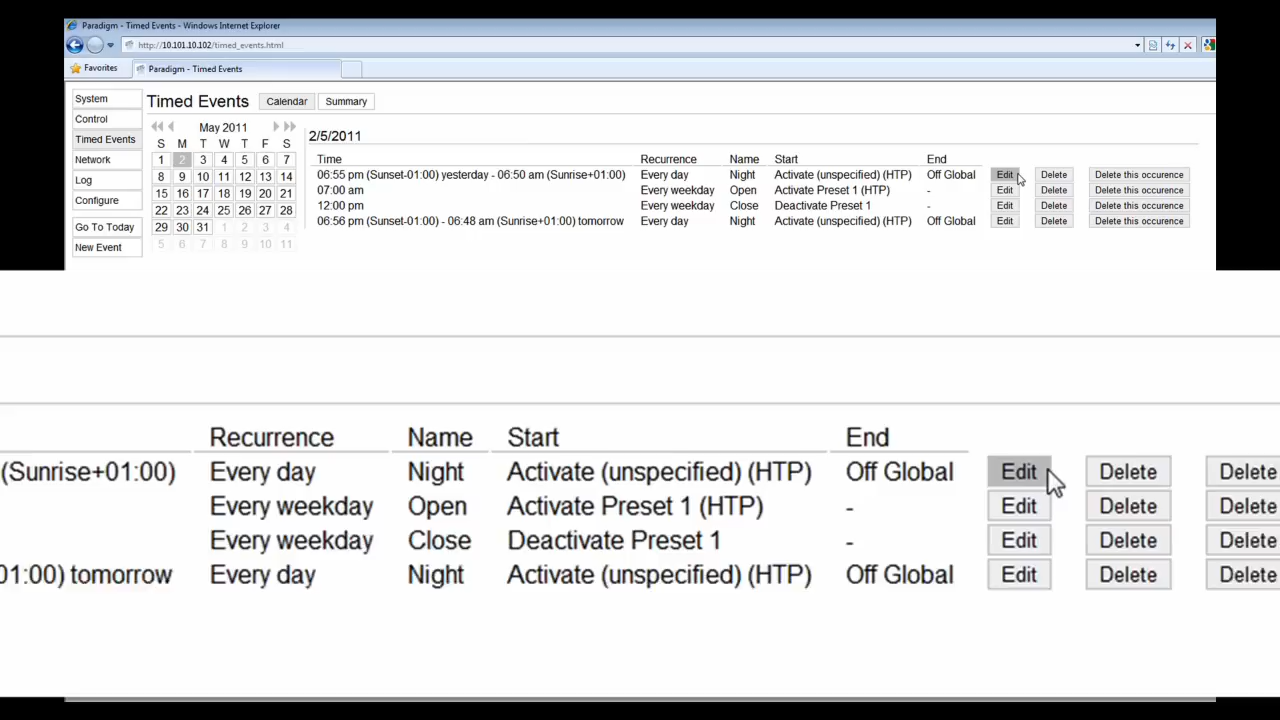 Paradigm - Timed Events - Windows Internet Explorer
http://10.101.10.102/timed_events.html
Favorites Paradigm - Timed Events
System
Control
Timed Events
Network
Log
Configure
Go To Today
New Event
Timed Events Calendar Summary
May 2011
S M T W T F S
1 2 3 4 5 6 7
8 9 10 11 12 13 14
15 16 17 18 19 20 21
22 23 24 25 26 27 28
29 30 31 1 2 3 4
5 6 7 8 9 10 11
2/5/2011
Time Recurrence Name Start End
06:55 pm (Sunset-01:00) yesterday - 06:50 am (Sunrise+01:00) Every day Night Activate (unspecified) (HTP) Off Global Edit Delete Delete this occurence
07:00 am Every weekday Open Activate Preset 1 (HTP) - Edit Delete Delete this occurence
12:00 pm Every weekday Close Deactivate Preset 1 - Edit Delete Delete this occurence
06:56 pm (Sunset-01:00) - 06:48 am (Sunrise+01:00) tomorrow Every day Night Activate (unspecified) (HTP) Off Global Edit Delete Delete this occurence
Recurrence Name Start End
(Sunrise+01:00) Every day Night Activate (unspecified) (HTP) Off Global Edit Delete Delete
Every weekday Open Activate Preset 1 (HTP) - Edit Delete Delete
Every weekday Close Deactivate Preset 1 - Edit Delete Delete
01:00) tomorrow Every day Night Activate (unspecified) (HTP) Off Global Edit Delete Delete